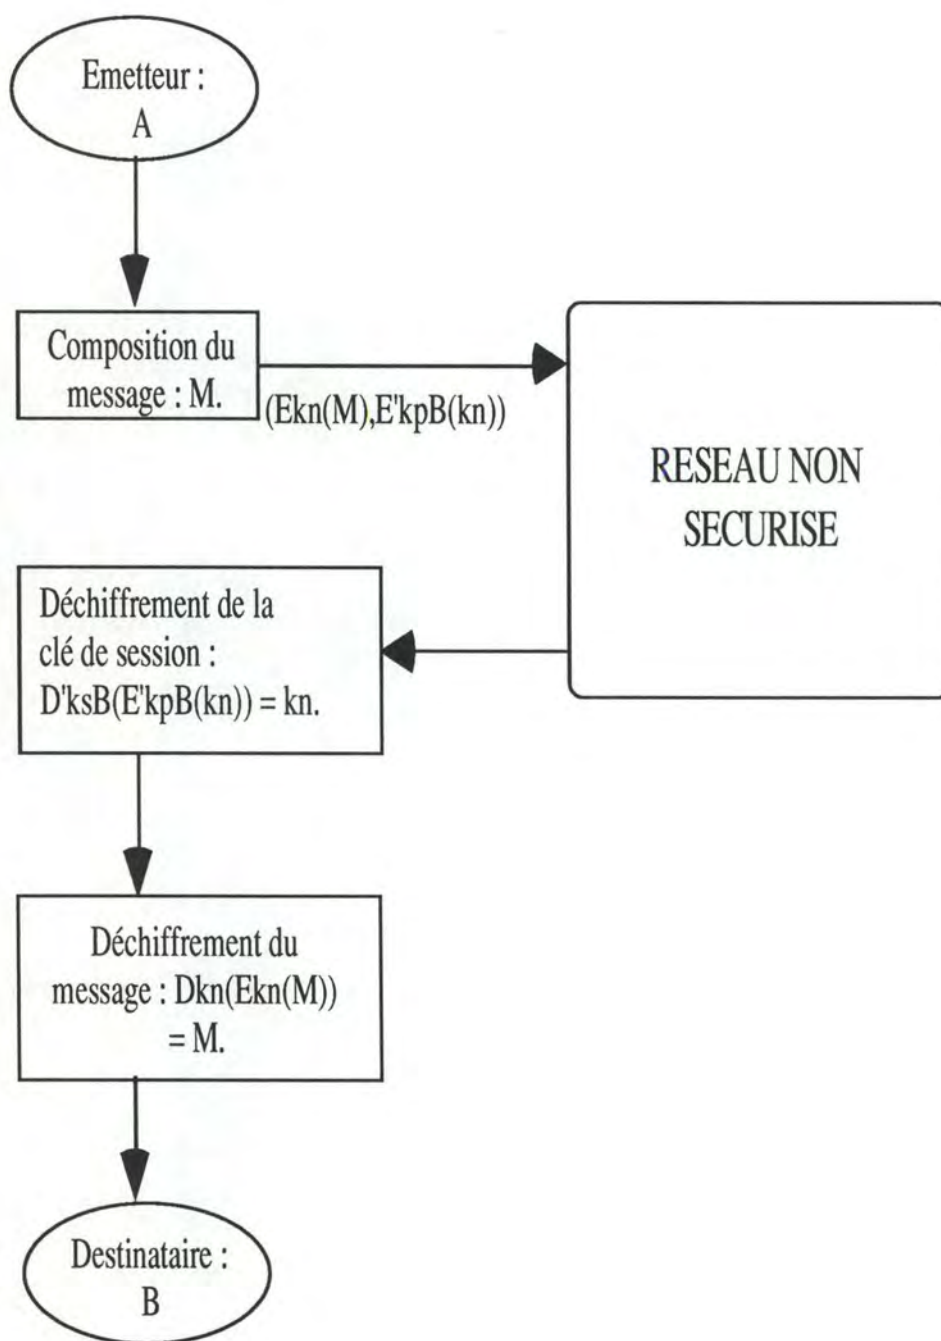 Emetteur :
A
Composition du
message : M.
(Ekn(M),E'kpB(kn))
RESEAU NON
SECURISE
Déchiffrement de la
clé de session :
D'ksB(E'kpB(kn)) = kn.
Déchiffrement du
message : Dkn(Ekn(M))
= M.
Destinataire :
B